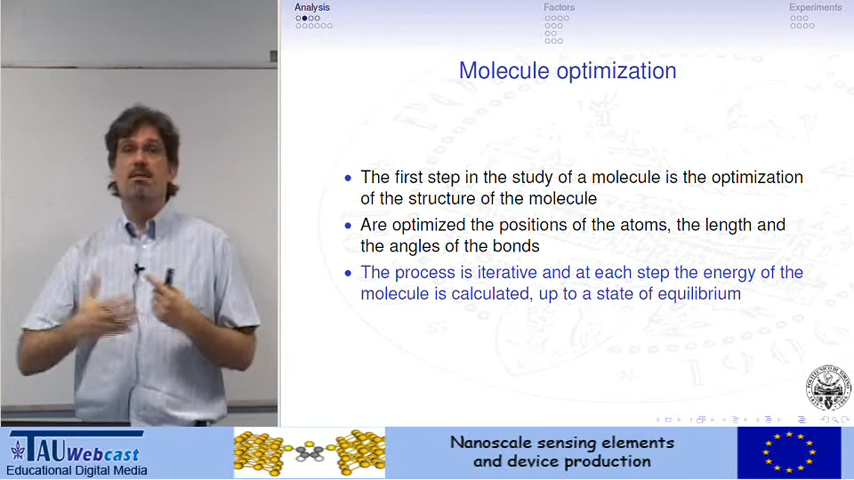 Analysis
Factors
Experiments
Molecule optimization
• The first step in the study of a molecule is the optimization
of the structure of the molecule
• Are optimized the positions of the atoms, the length and
the angles of the bonds
• The process is iterative and at each step the energy of the
molecule is calculated, up to a state of equilibrium
TAU Webcast
Educational Digital Media
Nanoscale sensing elements
and device production